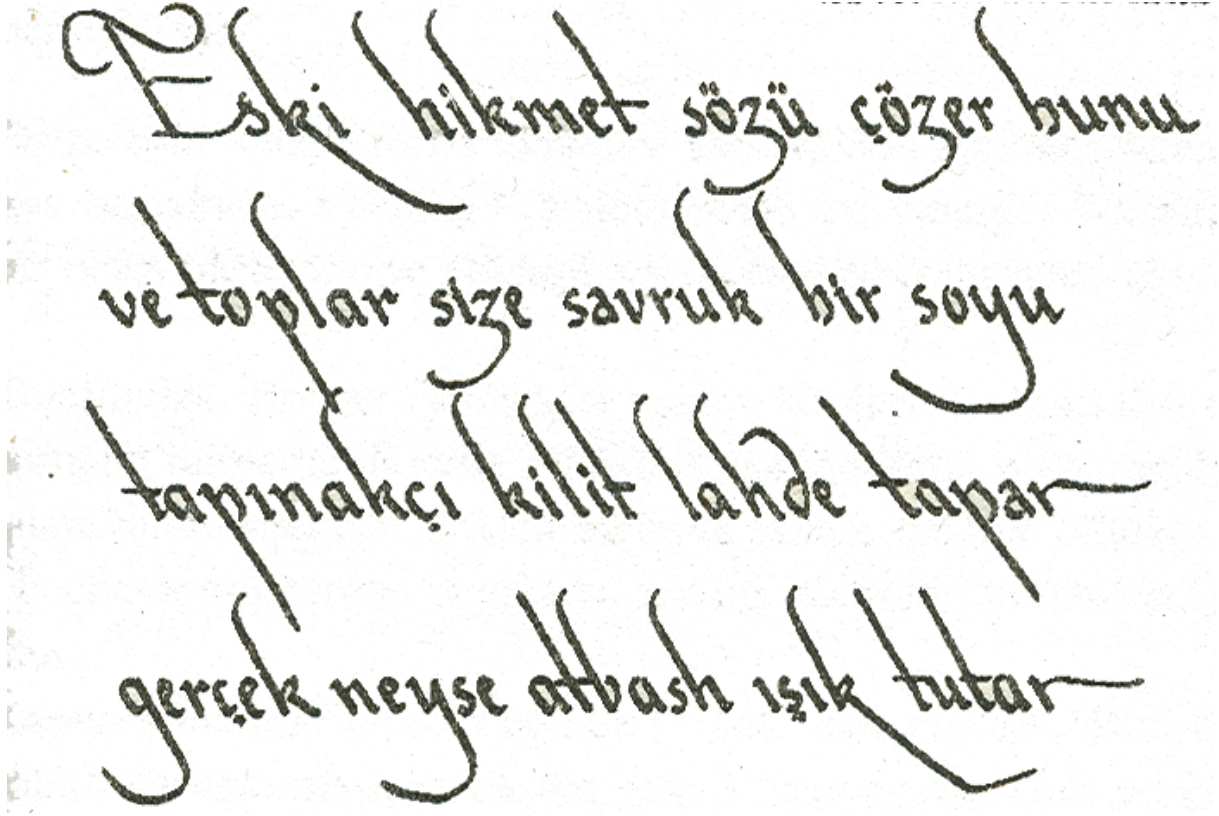 Eski hikmet sözü çözer bunu
ve toplar size savruk bir soyu
tapınakçı kilit lahde tapar
gerçek neyse atbash ışık tutar